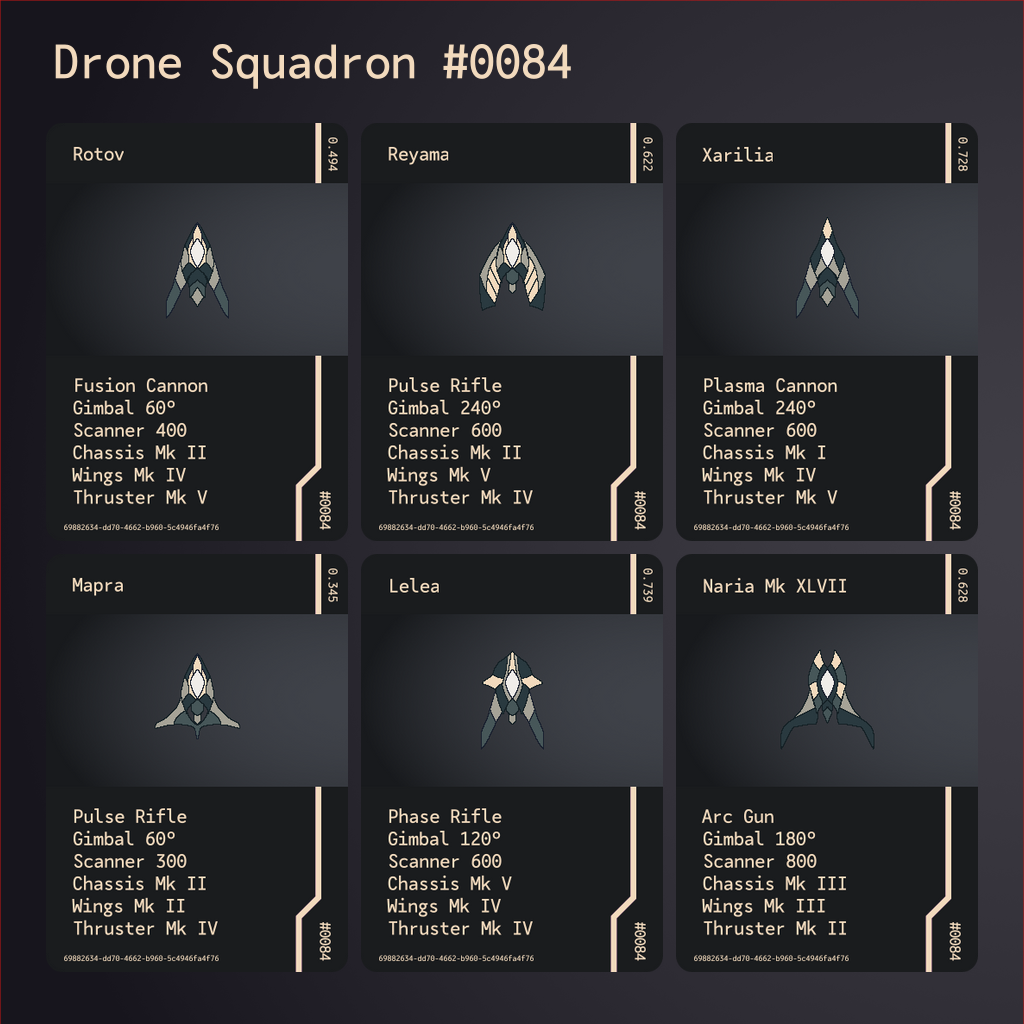 Drone Squadron #0084
Rotov
0.494
Fusion Cannon
Gimbal 60º
Scanner 400
Chassis Mk II
Wings Mk IV
Thruster Mk V
#0084
69882634-dd70-4662-b960-5c4946fa4f76
Reyama
0.622
Pulse Rifle
Gimbal 240º
Scanner 600
Chassis Mk II
Wings Mk V
Thruster Mk IV
#0084
69882634-dd70-4662-b960-5c4946fa4f76
Xarilia
0.728
Plasma Cannon
Gimbal 240º
Scanner 600
Chassis Mk I
Wings Mk IV
Thruster Mk V
#0084
69882634-dd70-4662-b960-5c4946fa4f76
Mapra
0.345
Pulse Rifle
Gimbal 60º
Scanner 300
Chassis Mk II
Wings Mk II
Thruster Mk IV
#0084
69882634-dd70-4662-b960-5c4946fa4f76
Lelea
0.739
Phase Rifle
Gimbal 120º
Scanner 600
Chassis Mk V
Wings Mk IV
Thruster Mk IV
#0084
69882634-dd70-4662-b960-5c4946fa4f76
Naria Mk XLVII
0.628
Arc Gun
Gimbal 180º
Scanner 800
Chassis Mk III
Wings Mk III
Thruster Mk II
#0084
69882634-dd70-4662-b960-5c4946fa4f76